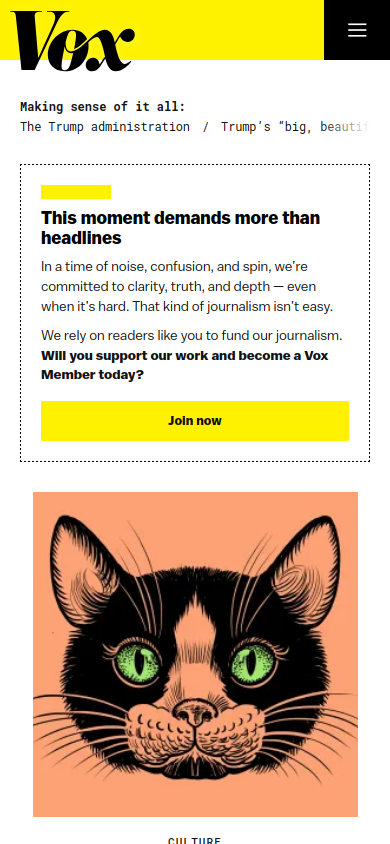 Vox
Making sense of it all:
The Trump administration / Trump’s “big, beauti
This moment demands more than
headlines
In a time of noise, confusion, and spin, we’re
committed to clarity, truth, and depth — even
when it’s hard. That kind of journalism isn’t easy.
We rely on readers like you to fund our journalism.
Will you support our work and become a Vox
Member today?
Join now
CULTURE